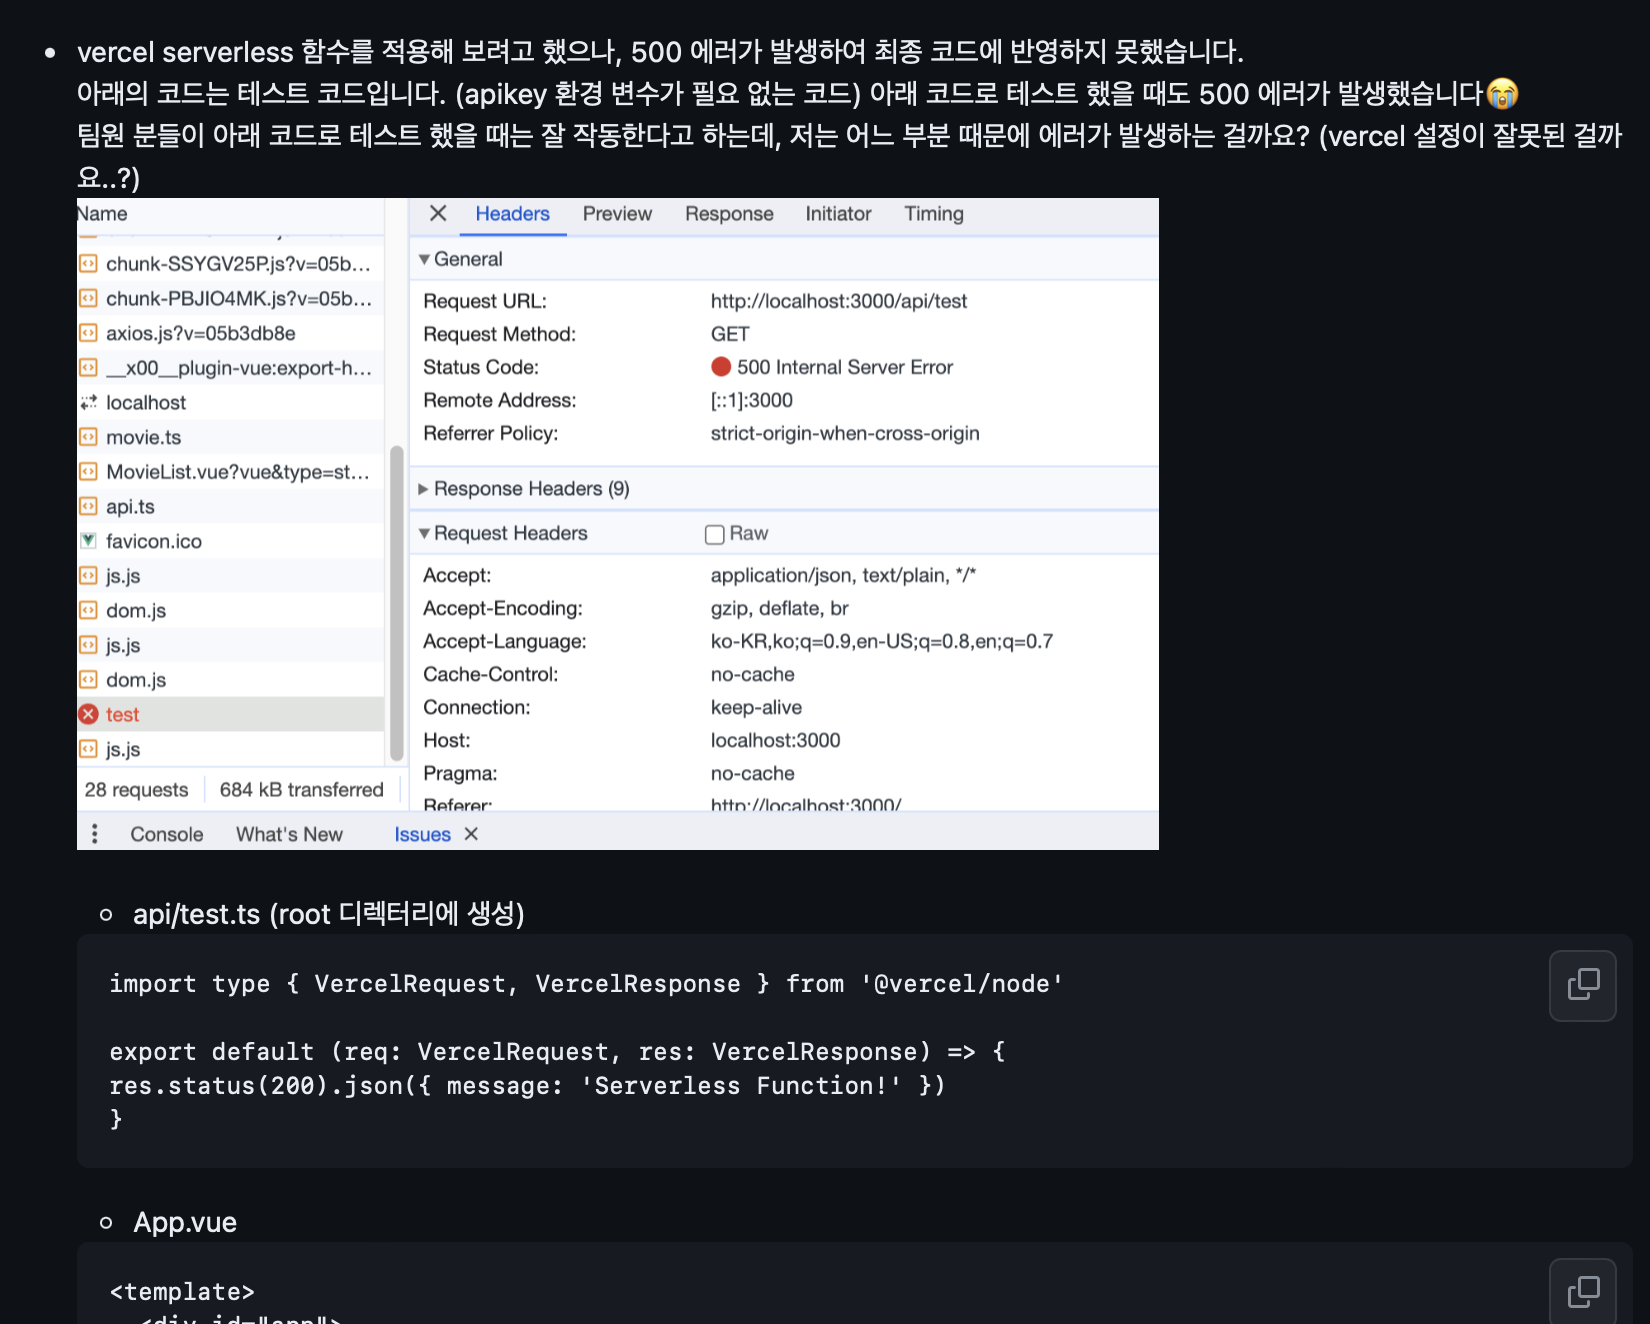 vercel serverless 함수를 적용해 보려고 했으나, 500 에러가 발생하여 최종 코드에 반영하지 못했습니다.
아래의 코드는 테스트 코드입니다. (apikey 환경 변수가 필요 없는 코드) 아래 코드로 테스트 했을 때도 500 에러가 발생했습니다😭
팀원 분들이 아래 코드로 테스트 했을 때는 잘 작동한다고 하는데, 저는 어느 부분 때문에 에러가 발생하는 걸까요? (vercel 설정이 잘못된 걸까
요..?)
Name
chunk-SSYGV25P.js?v=05b...
chunk-PBJIO4MK.js?v=05b...
axios.js?v=05b3db8e
__x00__plugin-vue:export-h...
localhost
movie.ts
MovieList.vue?vue&type=st...
api.ts
favicon.ico
js.js
dom.js
js.js
dom.js
test
js.js
28 requests 684 kB transferred
Headers Preview Response Initiator Timing
General
Request URL: http://localhost:3000/api/test
Request Method: GET
Status Code: 500 Internal Server Error
Remote Address: [::1]:3000
Referrer Policy: strict-origin-when-cross-origin
Response Headers (9)
Request Headers Raw
Accept: application/json, text/plain, */*
Accept-Encoding: gzip, deflate, br
Accept-Language: ko-KR,ko;q=0.9,en-US;q=0.8,en;q=0.7
Cache-Control: no-cache
Connection: keep-alive
Host: localhost:3000
Pragma: no-cache
Referer: http://localhost:3000/
Console What's New Issues
api/test.ts (root 디렉터리에 생성)
import type { VercelRequest, VercelResponse } from '@vercel/node'
export default (req: VercelRequest, res: VercelResponse) => {
res.status(200).json({ message: 'Serverless Function!' })
}
App.vue
<template>
<div id="app">